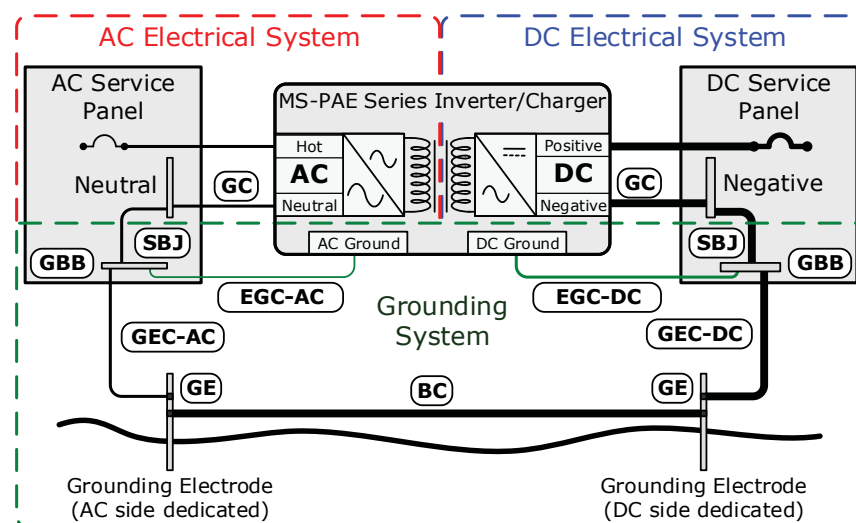 AC Electrical System
DC Electrical System
AC Service
Panel
MS-PAE Series Inverter/Charger
DC Service
Panel
Hot
AC
Neutral
Positive
DC
Negative
Neutral
GC
GC
Negative
SBJ
SBJ
GBB
AC Ground
DC Ground
GBB
EGC-AC
EGC-DC
Grounding
System
GEC-AC
GEC-DC
GE
BC
GE
Grounding Electrode
(AC side dedicated)
Grounding Electrode
(DC side dedicated)